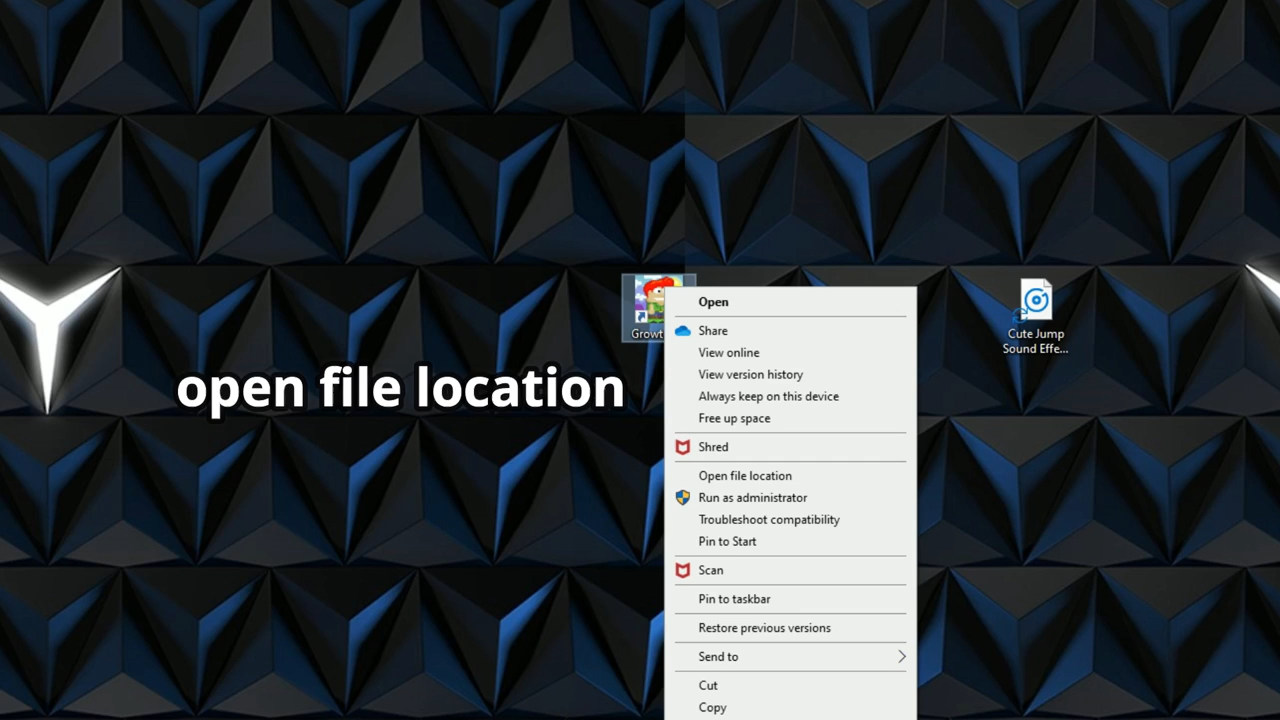 Growt
Cute Jump
Sound Effe...
open file location
Open
Share
View online
View version history
Always keep on this device
Free up space
Shred
Open file location
Run as administrator
Troubleshoot compatibility
Pin to Start
Scan
Pin to taskbar
Restore previous versions
Send to
Cut
Copy